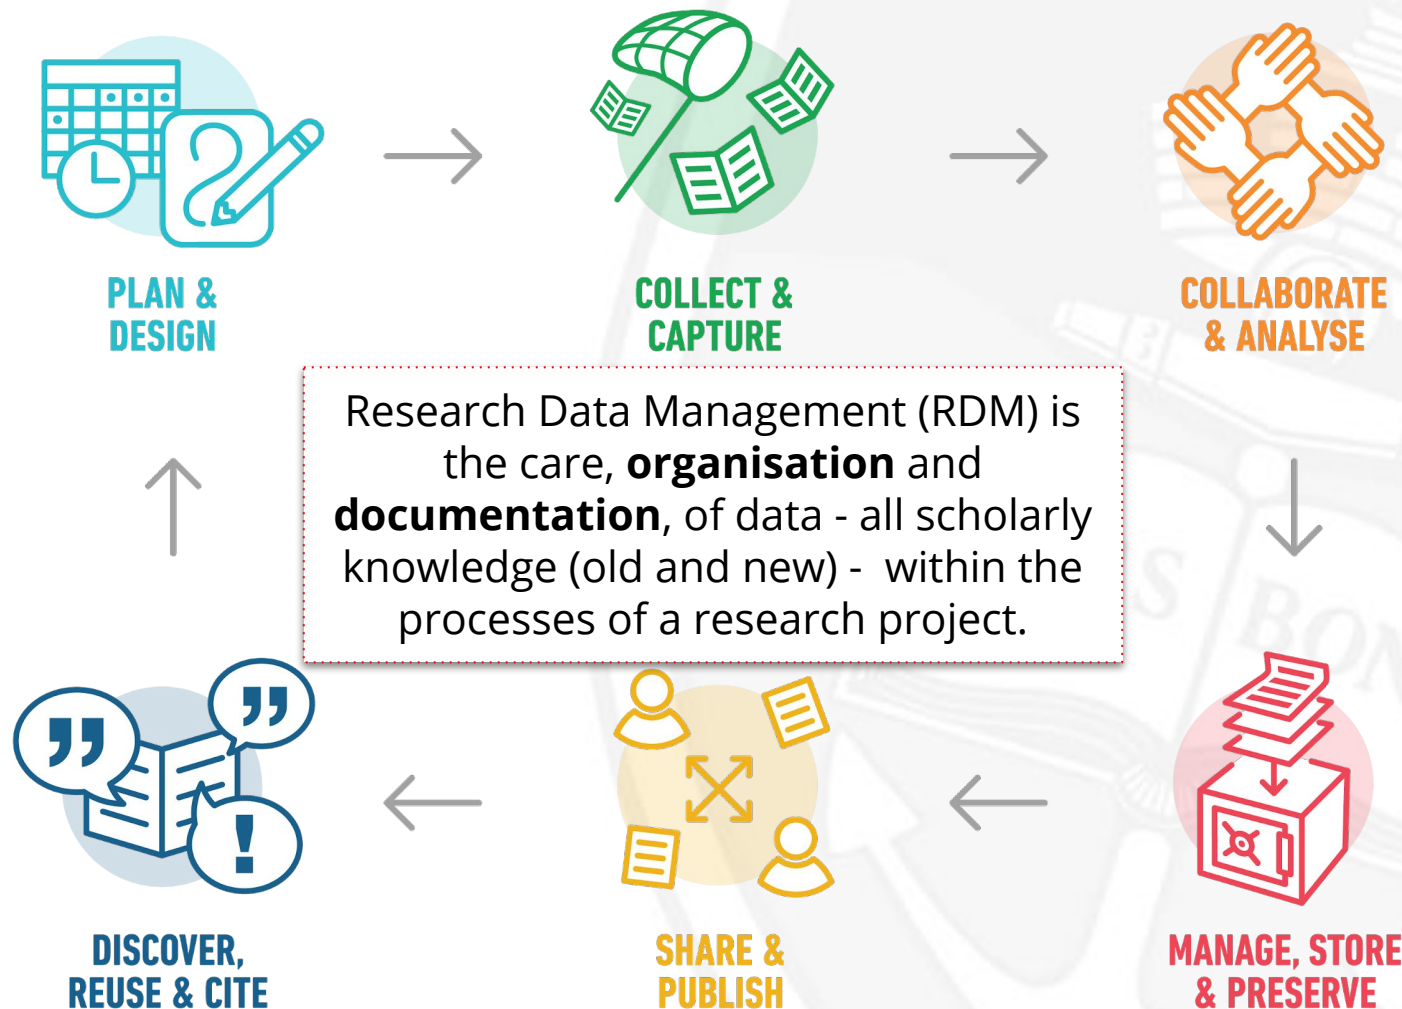 PLAN &
DESIGN
COLLECT &
CAPTURE
COLLABORATE
& ANALYSE
Research Data Management (RDM) is
the care, organisation and
documentation, of data - all scholarly
knowledge (old and new) - within the
processes of a research project.
DISCOVER,
REUSE & CITE
SHARE &
PUBLISH
MANAGE, STORE
& PRESERVE